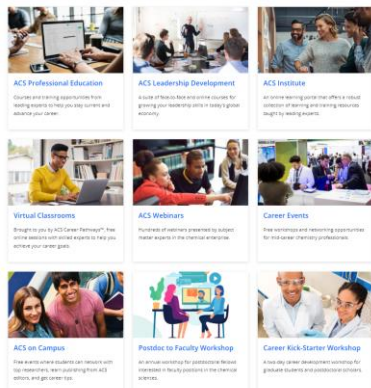 ACS Professional Education
Courses and training opportunities from
leading experts to help you stay current and
advance your career.
ACS Leadership Development
A suite of face-to-face and online courses for
growing your leadership skills in today's global
economy.
ACS Institute
An online learning portal that offers a robust
collection of learning and training resources
taught by leading experts.
Virtual Classrooms
Brought to you by ACS Career Pathways™, free
online sessions with skilled experts to help you
achieve your career goals.
ACS Webinars
Hundreds of webinars presented by subject
matter experts in the chemical enterprise.
Career Events
Free workshops and networking opportunities
for mid-career chemistry professionals.
ACS on Campus
Free events where students can network with
top researchers, learn publishing from ACS
editors, and get career tips.
Postdoc to Faculty Workshop
An annual workshop for postdoctoral fellows
interested in faculty positions in the chemical
sciences.
Career Kick-Starter Workshop
A two-day career development workshop for
graduate students and postdoctoral scholars.